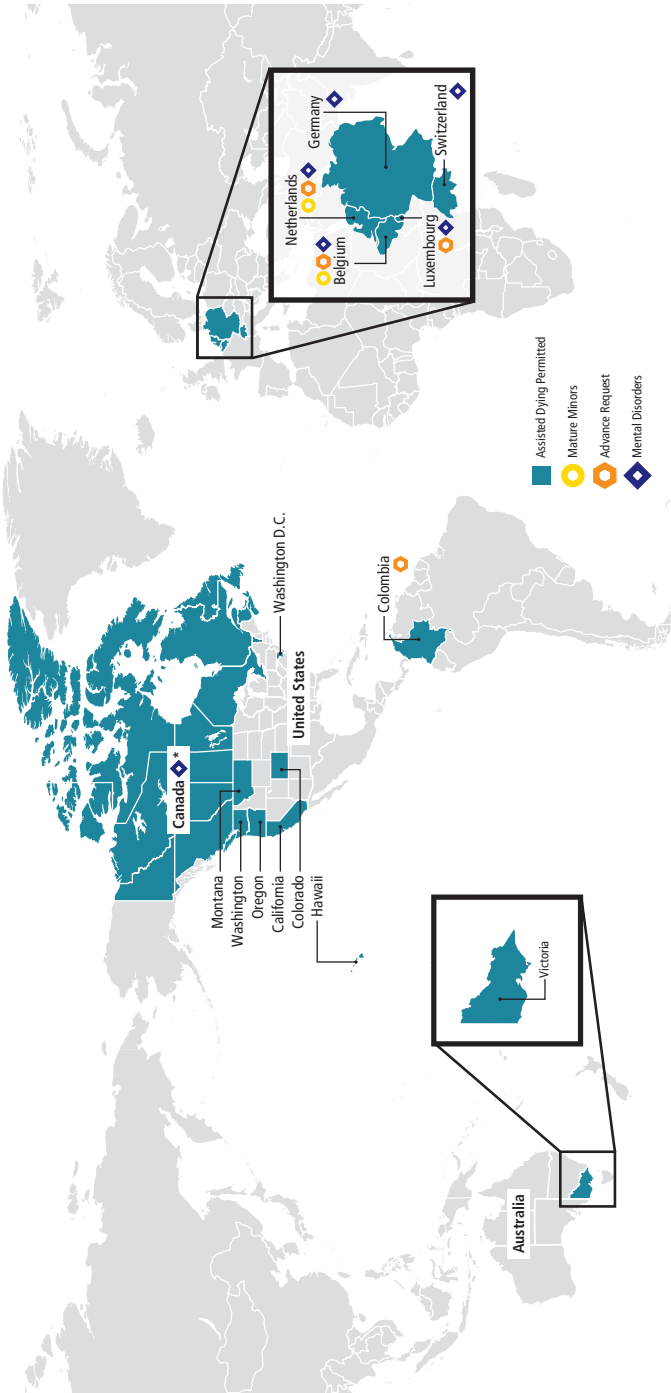 Canada *
Montana
Washington
Oregon
California
Colorado
Hawaii
United States
Washington D.C.
Colombia
Netherlands
Belgium
Germany
Luxembourg
Switzerland
Australia
Victoria
Assisted Dying Permitted
Mature Minors
Advance Request
Mental Disorders